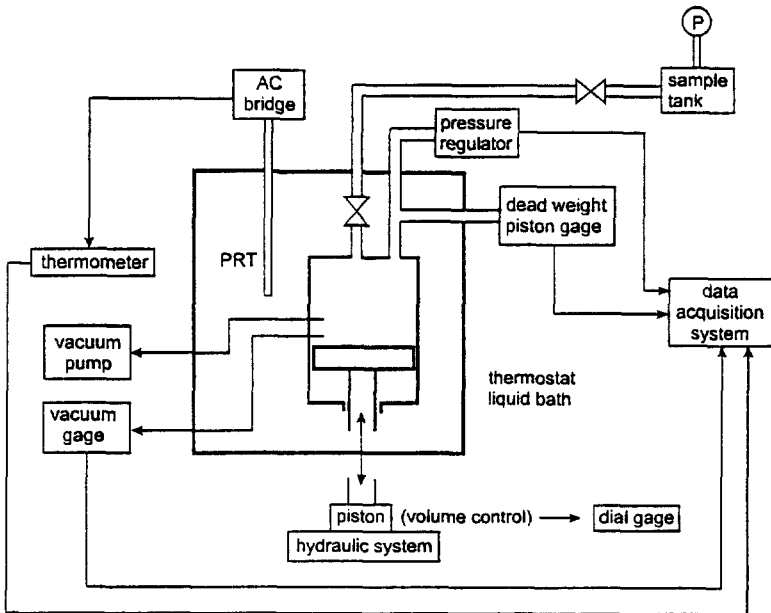 P
AC
bridge
sample
tank
pressure
regulator
dead weight
piston gage
PRT
thermometer
data
acquisition
system
vacuum
pump
thermostat
liquid bath
vacuum
gage
piston (volume control) dial gage
hydraulic system